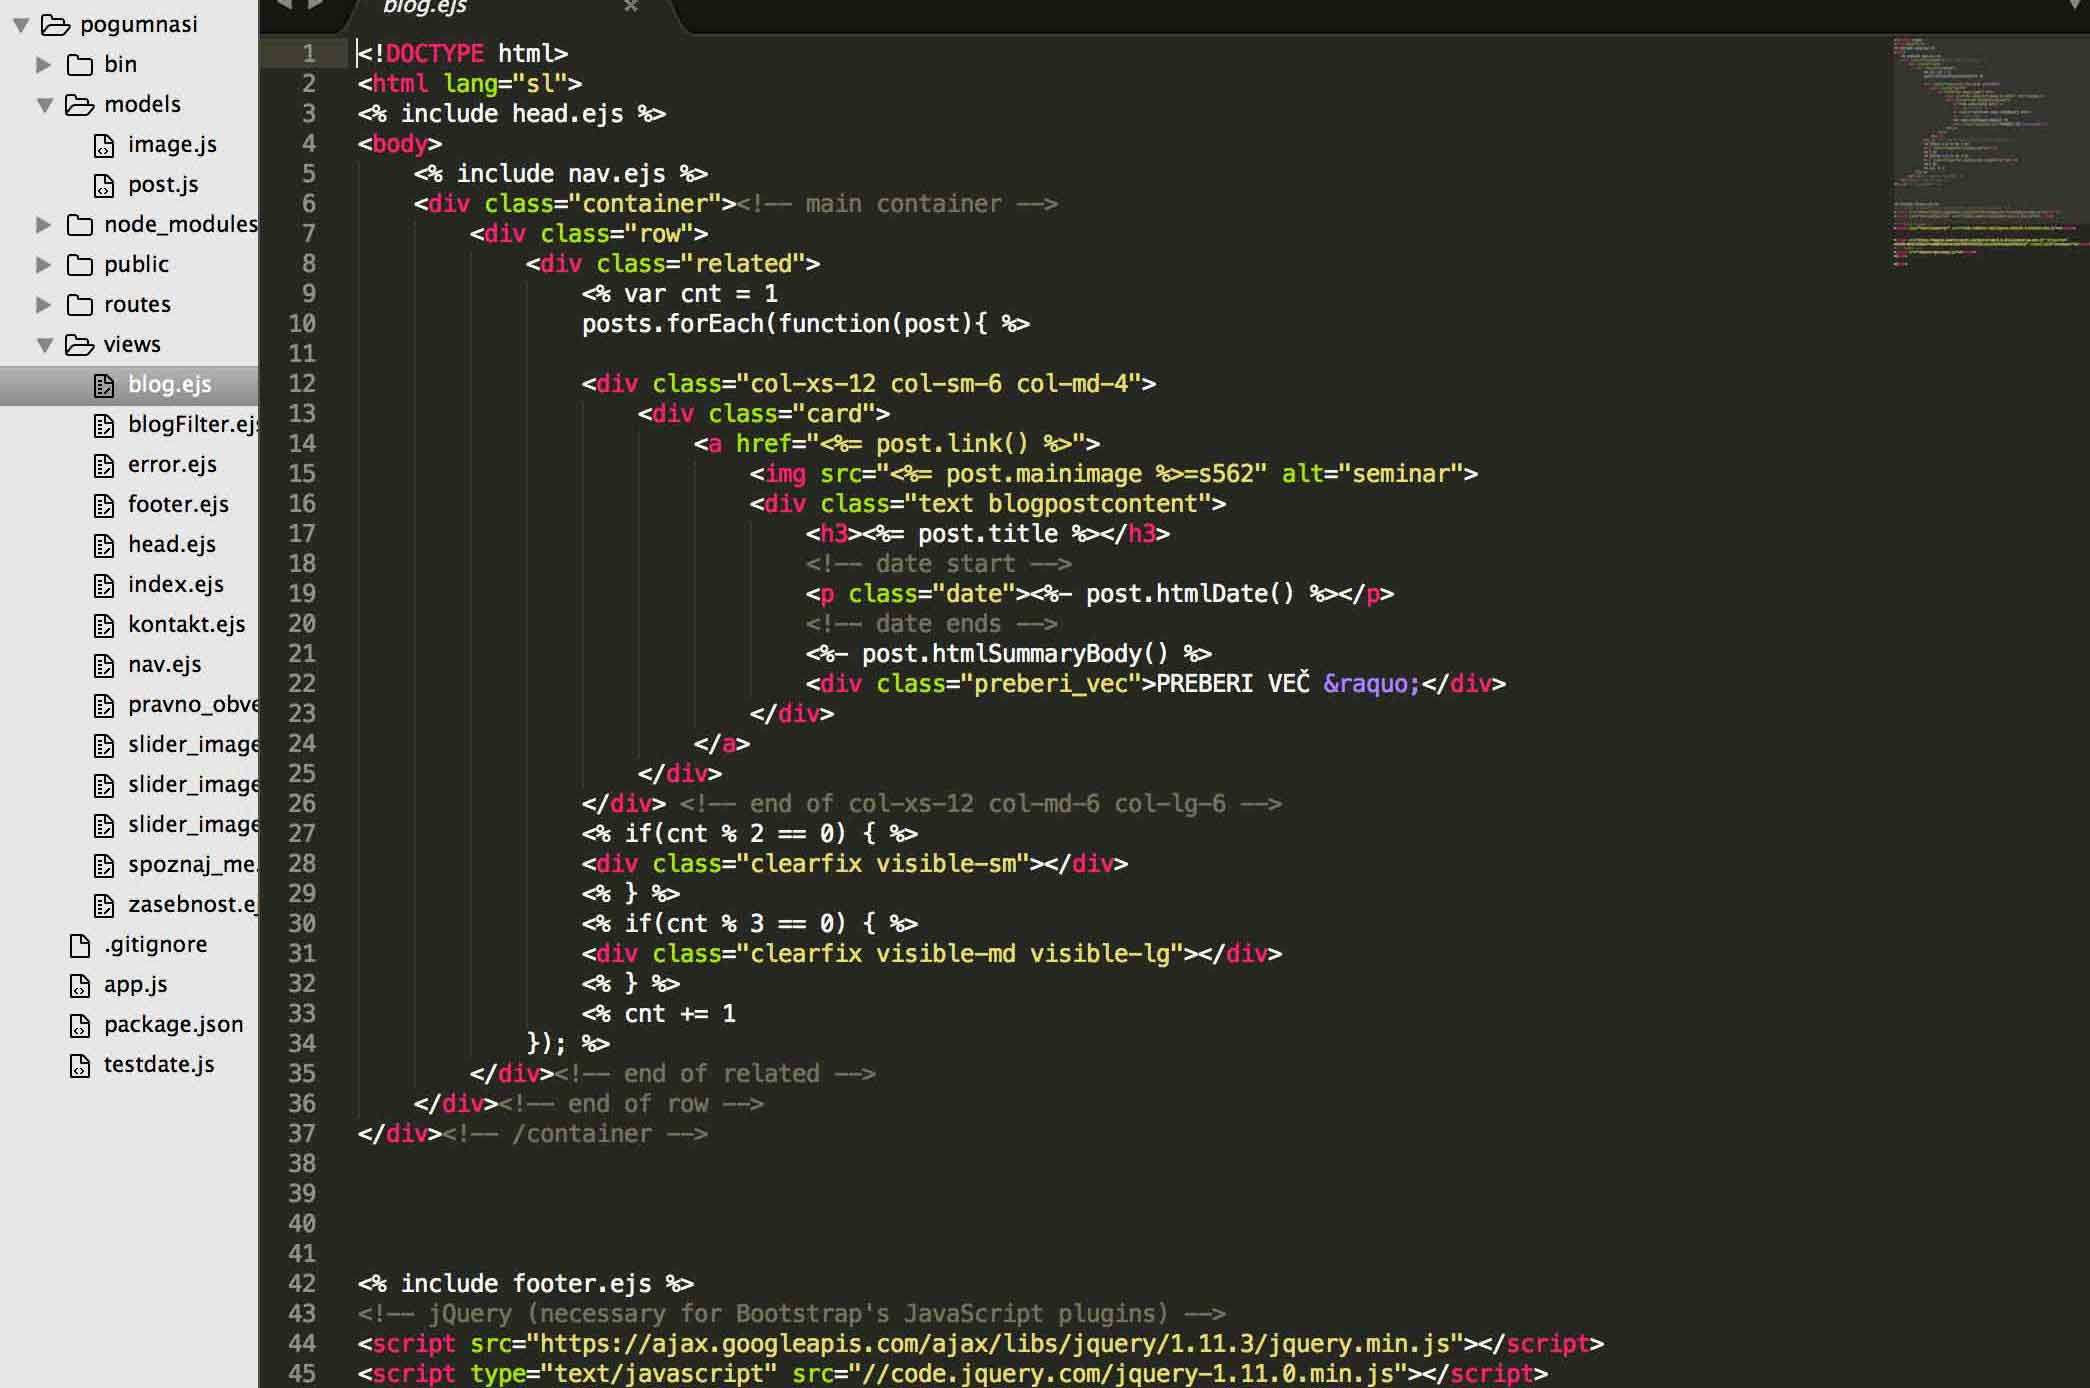 pogumnasi
bin
models
image.js
post.js
node_modules
public
routes
views
blog.ejs
blogFilter.ejs
error.ejs
footer.ejs
head.ejs
index.ejs
kontakt.ejs
nav.ejs
pravno_obve
slider_image
slider_image
slider_image
spoznaj_me.
zasebnost.ej
.gitignore
app.js
package.json
testdate.js
blog.ejs ×
1 <!DOCTYPE html>
2 <html lang="sl">
3 <% include head.ejs %>
4 <body>
5 <% include nav.ejs %>
6 <div class="container"><!-- main container -->
7 <div class="row">
8 <div class="related">
9 <% var cnt = 1
10 posts.forEach(function(post){ %>
11
12 <div class="col-xs-12 col-sm-6 col-md-4">
13 <div class="card">
14 <a href="<%= post.link() %>">
15 <img src="<%= post.mainimage %>=s562" alt="seminar">
16 <div class="text blogpostcontent">
17 <h3><%= post.title %></h3>
18 <!-- date start -->
19 <p class="date"><%- post.htmlDate() %></p>
20 <!-- date ends -->
21 <%- post.htmlSummaryBody() %>
22 <div class="preberi_vec">PREBERI VEČ &raquo;</div>
23 </div>
24 </a>
25 </div>
26 </div> <!-- end of col-xs-12 col-md-6 col-lg-6 -->
27 <% if(cnt % 2 == 0) { %>
28 <div class="clearfix visible-sm"></div>
29 <% } %>
30 <% if(cnt % 3 == 0) { %>
31 <div class="clearfix visible-md visible-lg"></div>
32 <% } %>
33 <% cnt += 1
34 }); %>
35 </div><!-- end of related -->
36 </div><!-- end of row -->
37 </div><!-- /container -->
38
39
40
41
42 <% include footer.ejs %>
43 <!-- jQuery (necessary for Bootstrap's JavaScript plugins) -->
44 <script src="https://ajax.googleapis.com/ajax/libs/jquery/1.11.3/jquery.min.js"></script>
45 <script type="text/javascript" src="//code.jquery.com/jquery-1.11.0.min.js"></script>